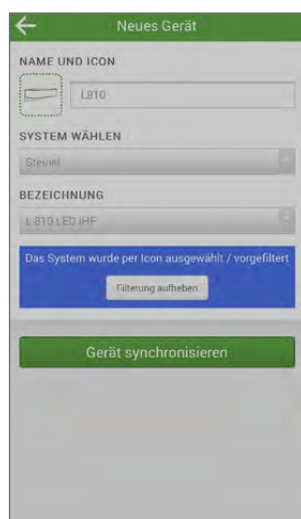 Neues Gerät
NAME UND ICON
L810
SYSTEM WÄHLEN
Steinel
BEZEICHNUNG
L 810 LED iHF
Das System wurde per Icon ausgewählt / vorgefiltert
Filterung aufheben
Gerät synchronisieren